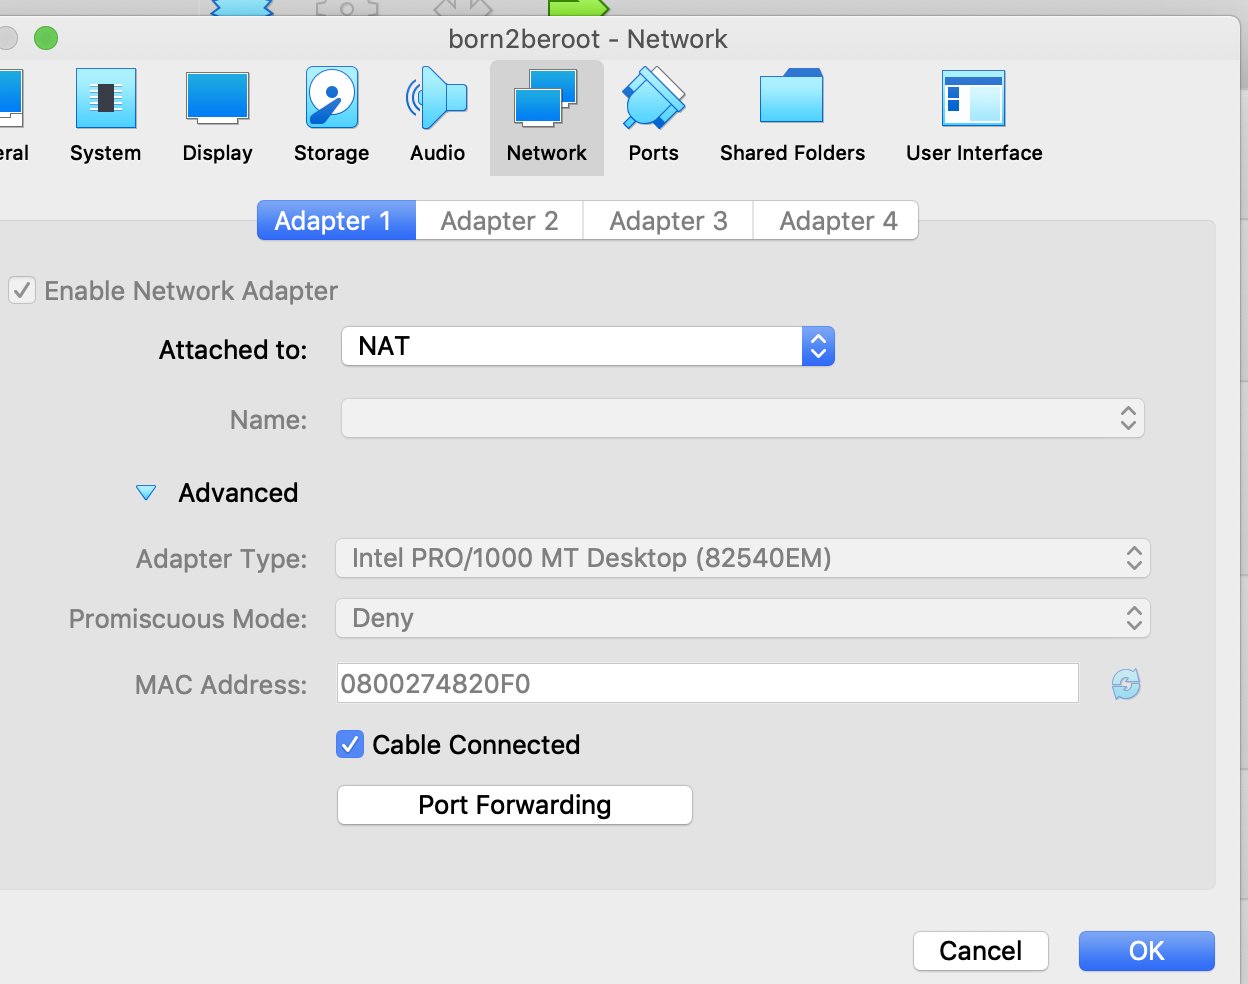 born2beroot - Network
eral System Display Storage Audio Network Ports Shared Folders User Interface
Adapter 1 Adapter 2 Adapter 3 Adapter 4
Enable Network Adapter
Attached to: NAT
Name:
Advanced
Adapter Type: Intel PRO/1000 MT Desktop (82540EM)
Promiscuous Mode: Deny
MAC Address: 0800274820F0
Cable Connected
Port Forwarding
Cancel OK